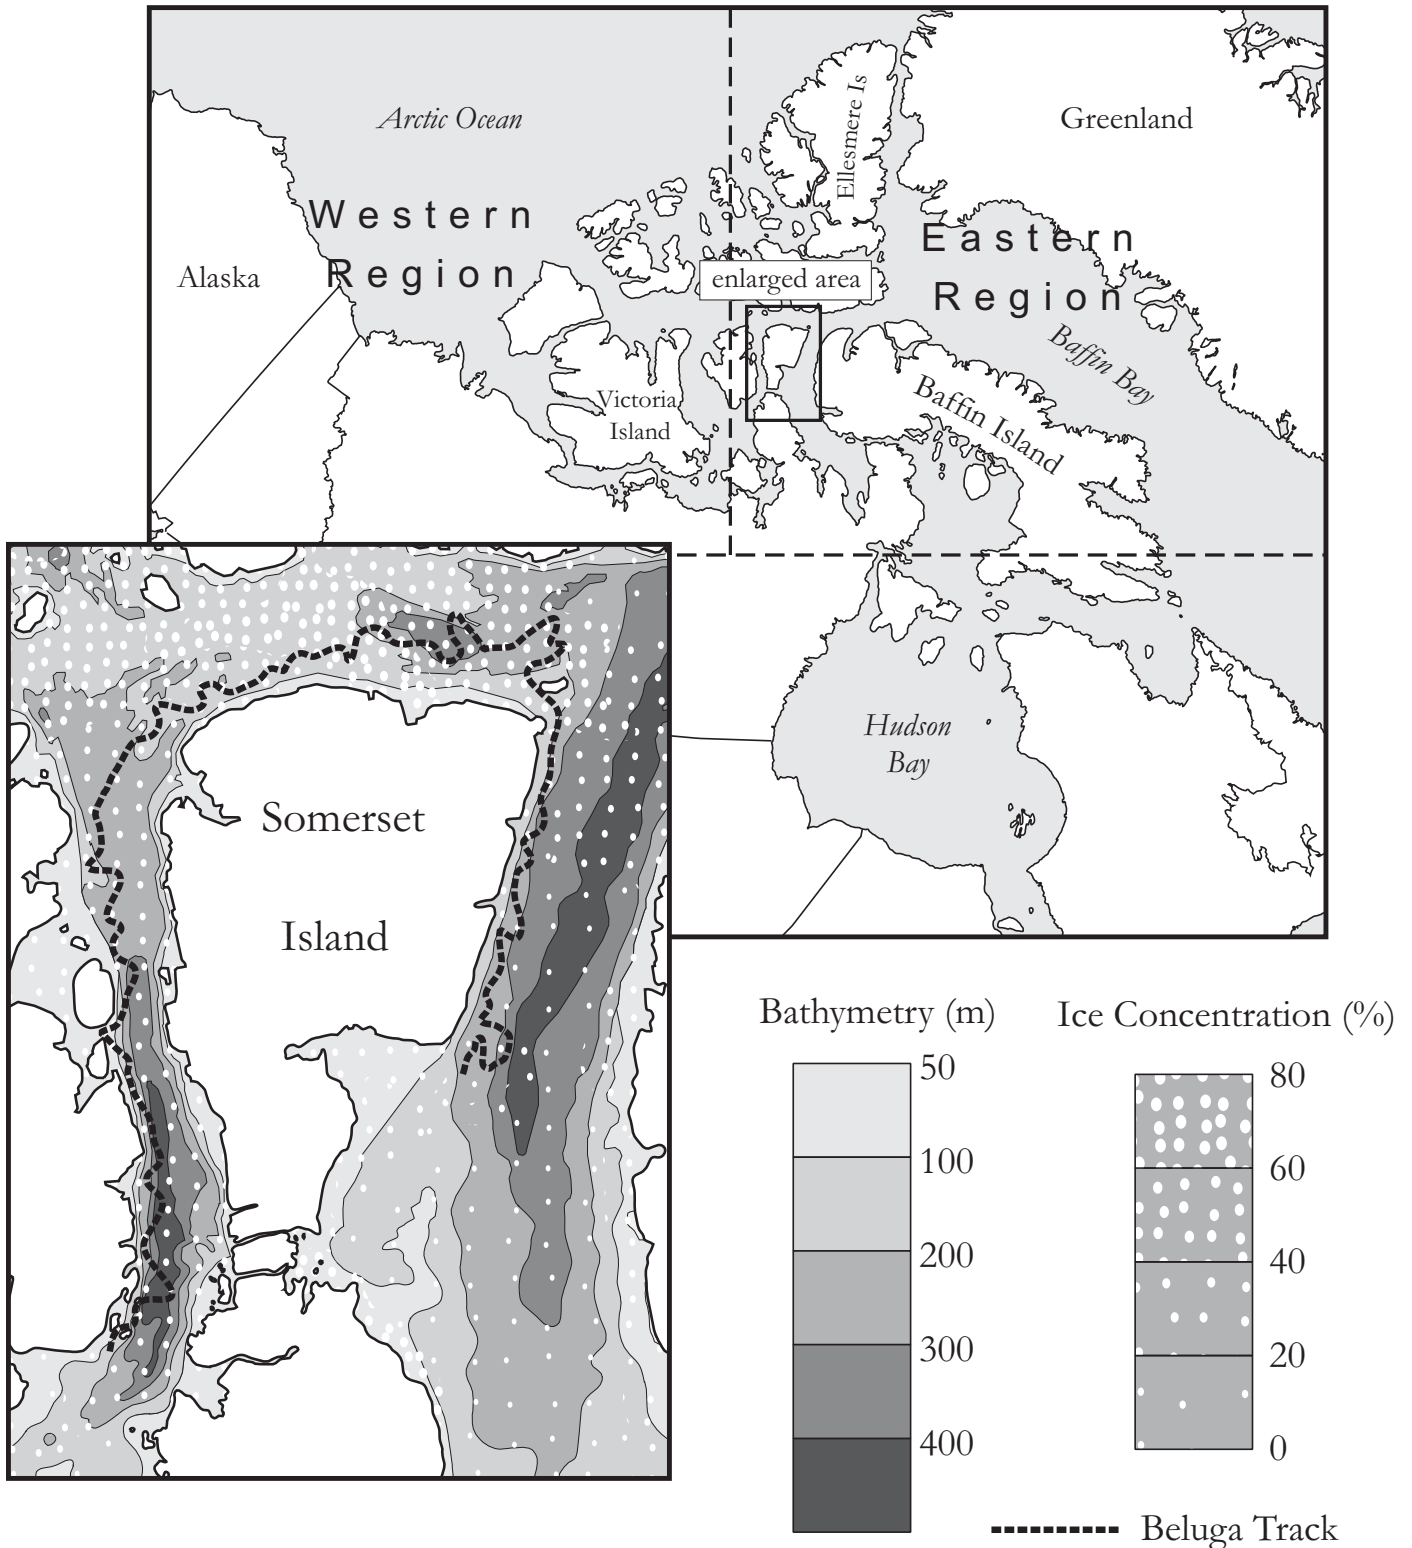 Arctic Ocean
Ellesmere Is
Greenland
Western
Region
Eastern
Region
Alaska
enlarged area
Baffin Bay
Victoria
Island
Baffin Island
Hudson
Bay
Somerset
Island
Bathymetry (m)
50
100
200
300
400
Ice Concentration (%)
80
60
40
20
0
Beluga Track